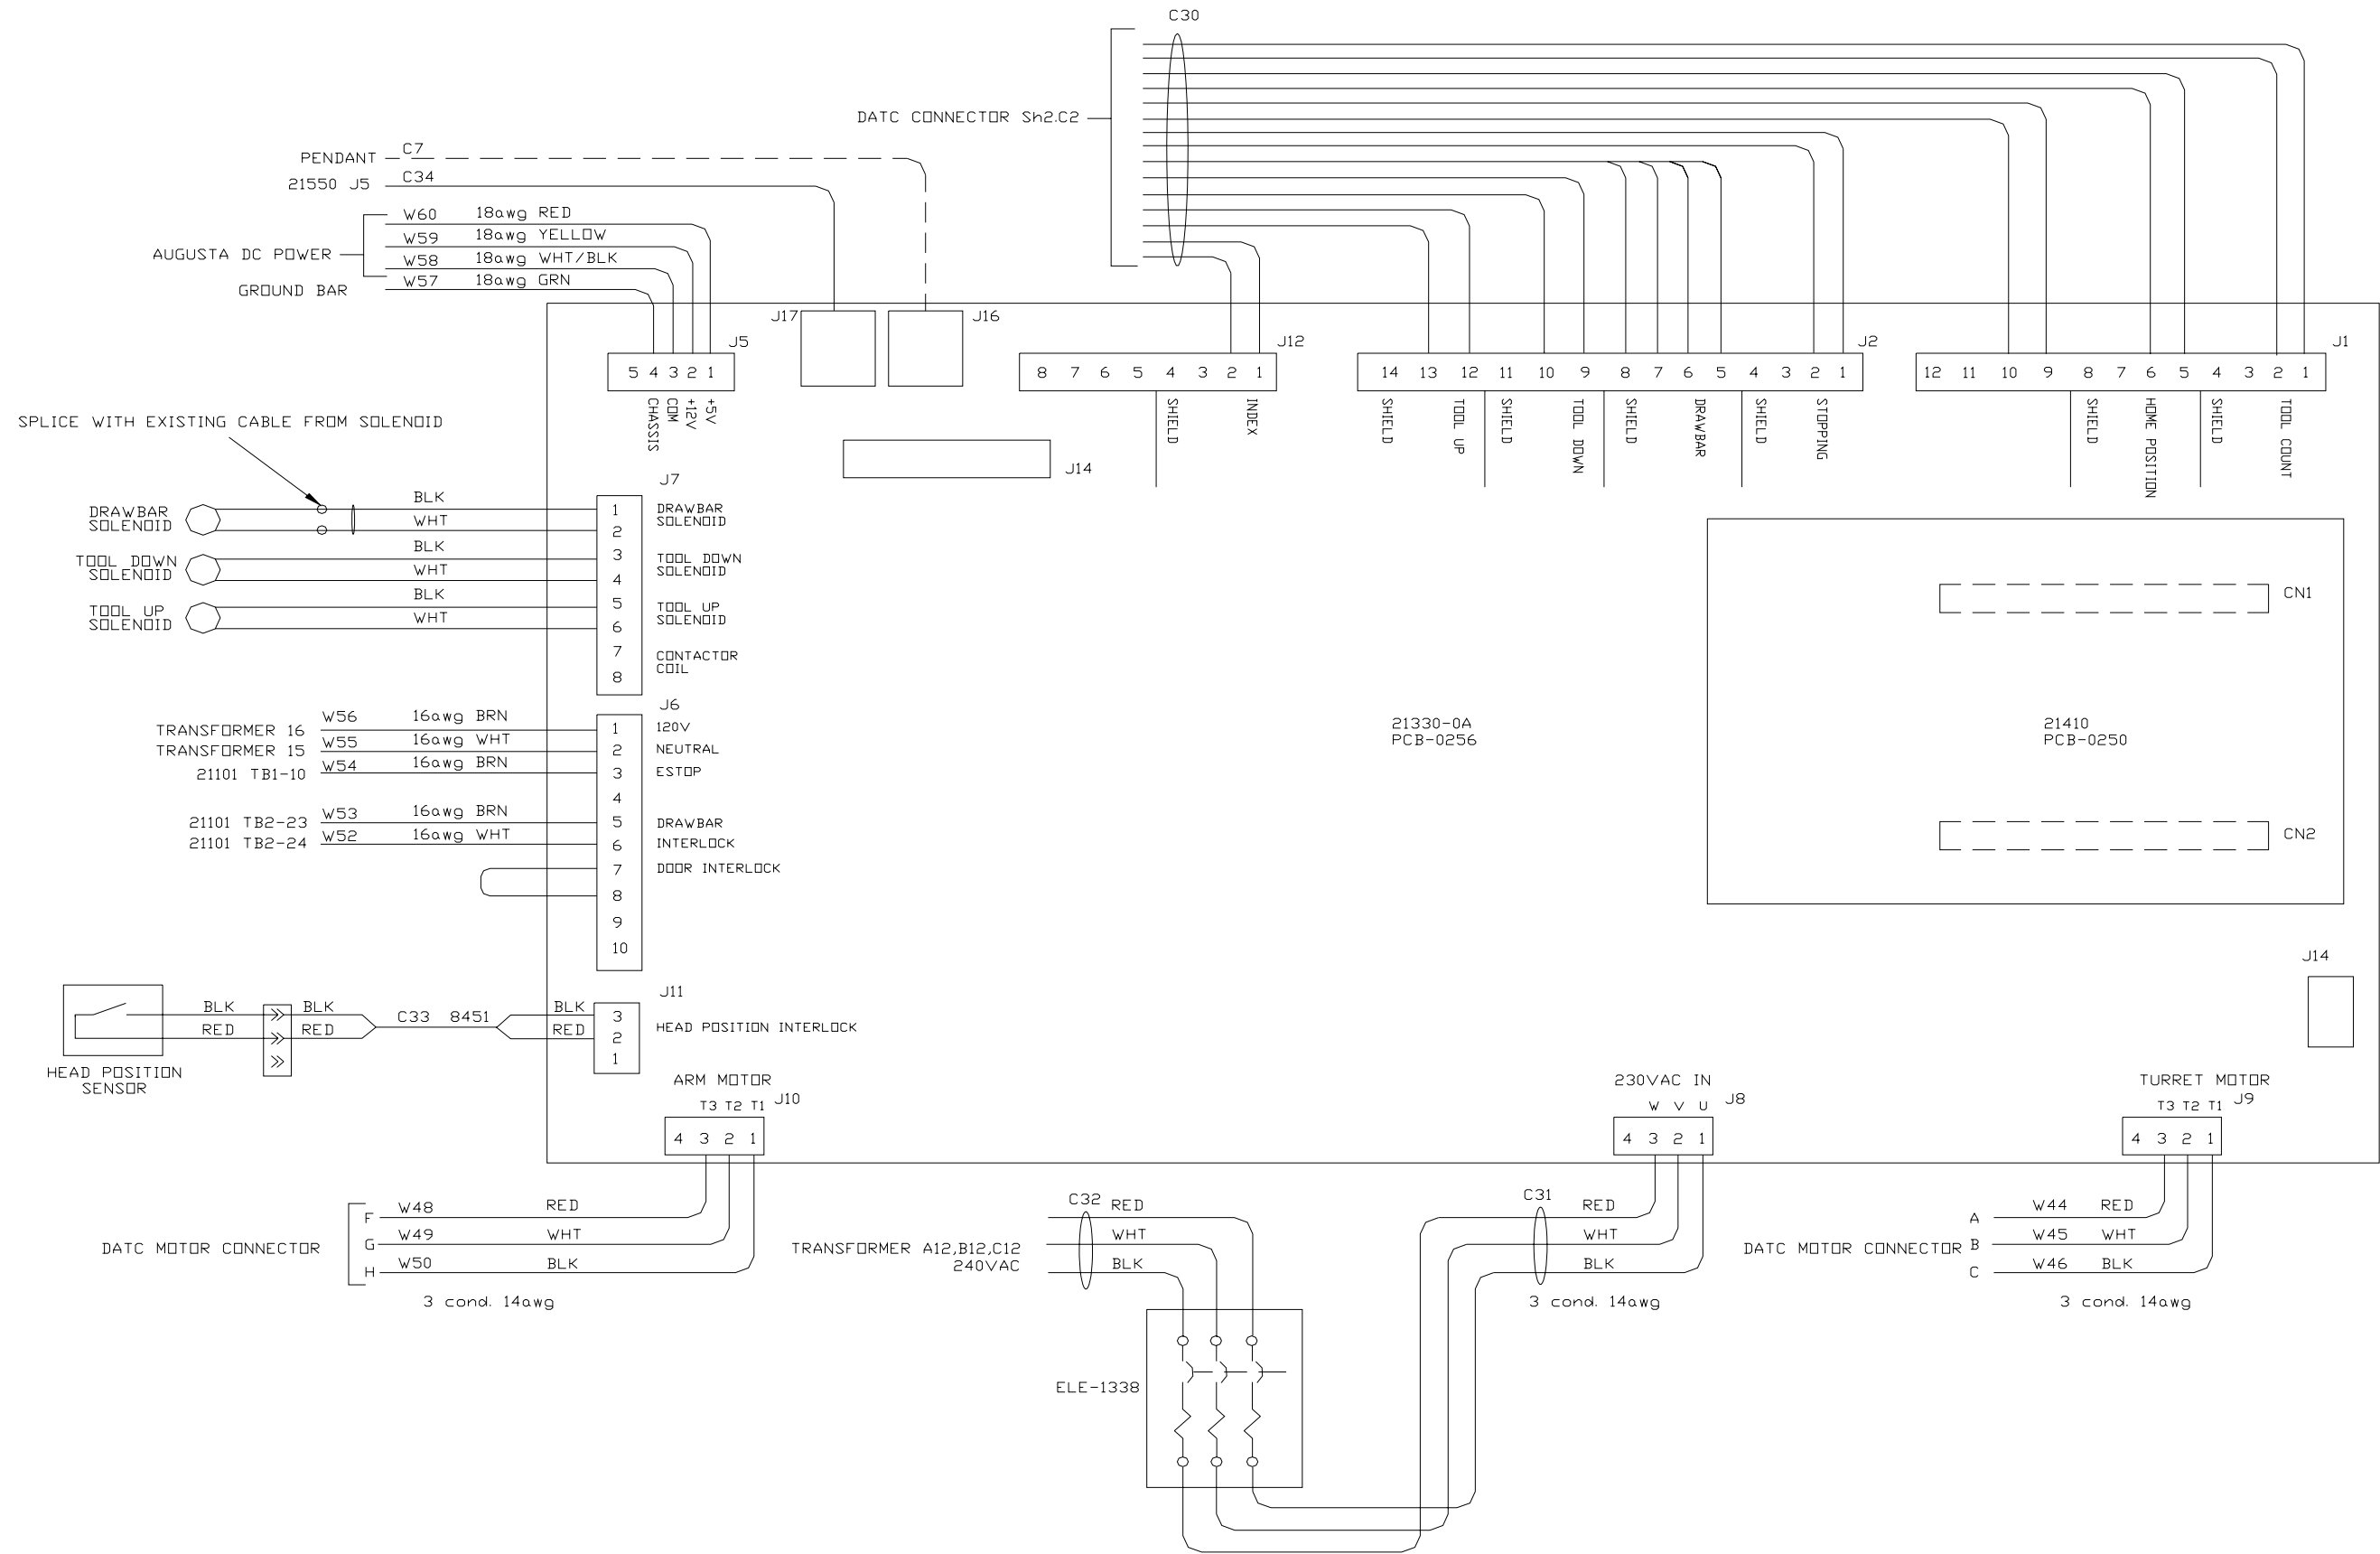 C30
DATC CONNECTOR Sh2.C2
PENDANT C7
21550 J5 C34
W60 18awg RED
W59 18awg YELLOW
AUGUSTA DC POWER
W58 18awg WHT/BLK
W57 18awg GRN
GROUND BAR
J17
J16
J5
5 4 3 2 1
CHASSIS
COM
+12V
+5V
J12
8 7 6 5 4 3 2 1
SHIELD
INDEX
J2
14 13 12 11 10 9 8 7 6 5 4 3 2 1
SHIELD
TOOL UP
SHIELD
TOOL DOWN
SHIELD
DRAWBAR
SHIELD
STOPPING
J1
12 11 10 9 8 7 6 5 4 3 2 1
SHIELD
HOME POSITION
SHIELD
TOOL COUNT
SPLICE WITH EXISTING CABLE FROM SOLENOID
J14
J7
DRAWBAR
SOLENOID
BLK
WHT
1
2
DRAWBAR
SOLENOID
TOOL DOWN
SOLENOID
BLK
WHT
3
4
TOOL DOWN
SOLENOID
TOOL UP
SOLENOID
BLK
WHT
5
6
TOOL UP
SOLENOID
7
8
CONTACTOR
COIL
CN1
21330-0A
PCB-0256
21410
PCB-0250
CN2
J6
TRANSFORMER 16 W56 16awg BRN 1 120V
TRANSFORMER 15 W55 16awg WHT 2 NEUTRAL
21101 TB1-10 W54 16awg BRN 3 ESTOP
4
21101 TB2-23 W53 16awg BRN 5 DRAWBAR
21101 TB2-24 W52 16awg WHT 6 INTERLOCK
7 DOOR INTERLOCK
8
9
10
J14
J11
BLK BLK C33 8451 BLK 3
RED RED RED 2
1
HEAD POSITION INTERLOCK
HEAD POSITION
SENSOR
ARM MOTOR
T3 T2 T1 J10
4 3 2 1
230VAC IN
W V U J8
4 3 2 1
TURRET MOTOR
T3 T2 T1 J9
4 3 2 1
DATC MOTOR CONNECTOR
F W48 RED
G W49 WHT
H W50 BLK
3 cond. 14awg
TRANSFORMER A12,B12,C12
240VAC
C32 RED
WHT
BLK
C31 RED
WHT
BLK
3 cond. 14awg
DATC MOTOR CONNECTOR
A W44 RED
B W45 WHT
C W46 BLK
3 cond. 14awg
ELE-1338